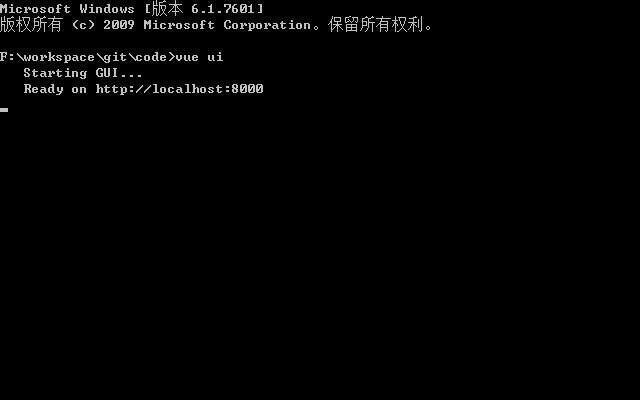 Microsoft Windows [版本 6.1.7601]
版权所有 (c) 2009 Microsoft Corporation。保留所有权利。
F:\workspace\git\code>vue ui
Starting GUI...
Ready on http://localhost:8000